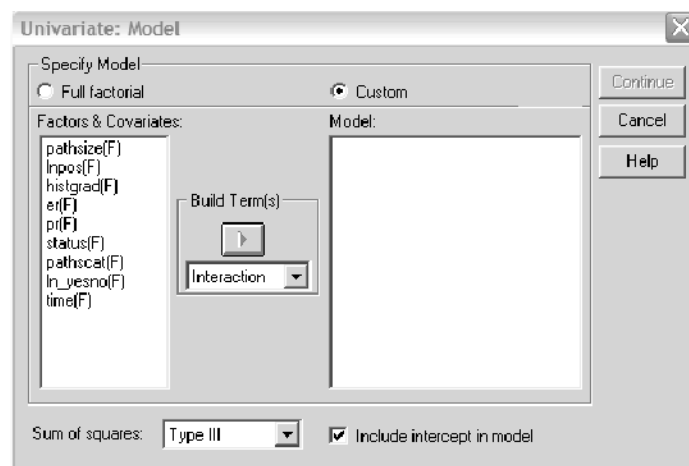 Univariate: Model
Specify Model
Full factorial
Custom
Continue
Cancel
Help
Factors & Covariates:
Model:
pathsize(F)
lnpos(F)
histgrad(F)
er(F)
pr(F)
status(F)
pathscat(F)
ln_yesno(F)
time(F)
Build Term(s)
Interaction
Sum of squares:
Type III
Include intercept in model